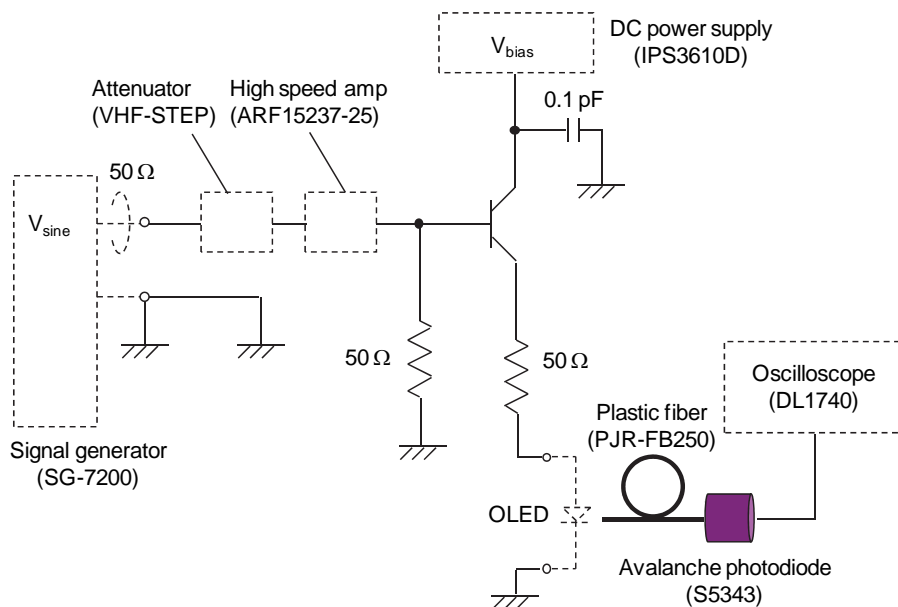 DC power supply
(IPS3610D)
V_bias
Attenuator
(VHF-STEP)
High speed amp
(ARF15237-25)
0.1 pF
50 Ω
V_sine
50 Ω
50 Ω
Oscilloscope
(DL1740)
Plastic fiber
(PJR-FB250)
Signal generator
(SG-7200)
OLED
Avalanche photodiode
(S5343)